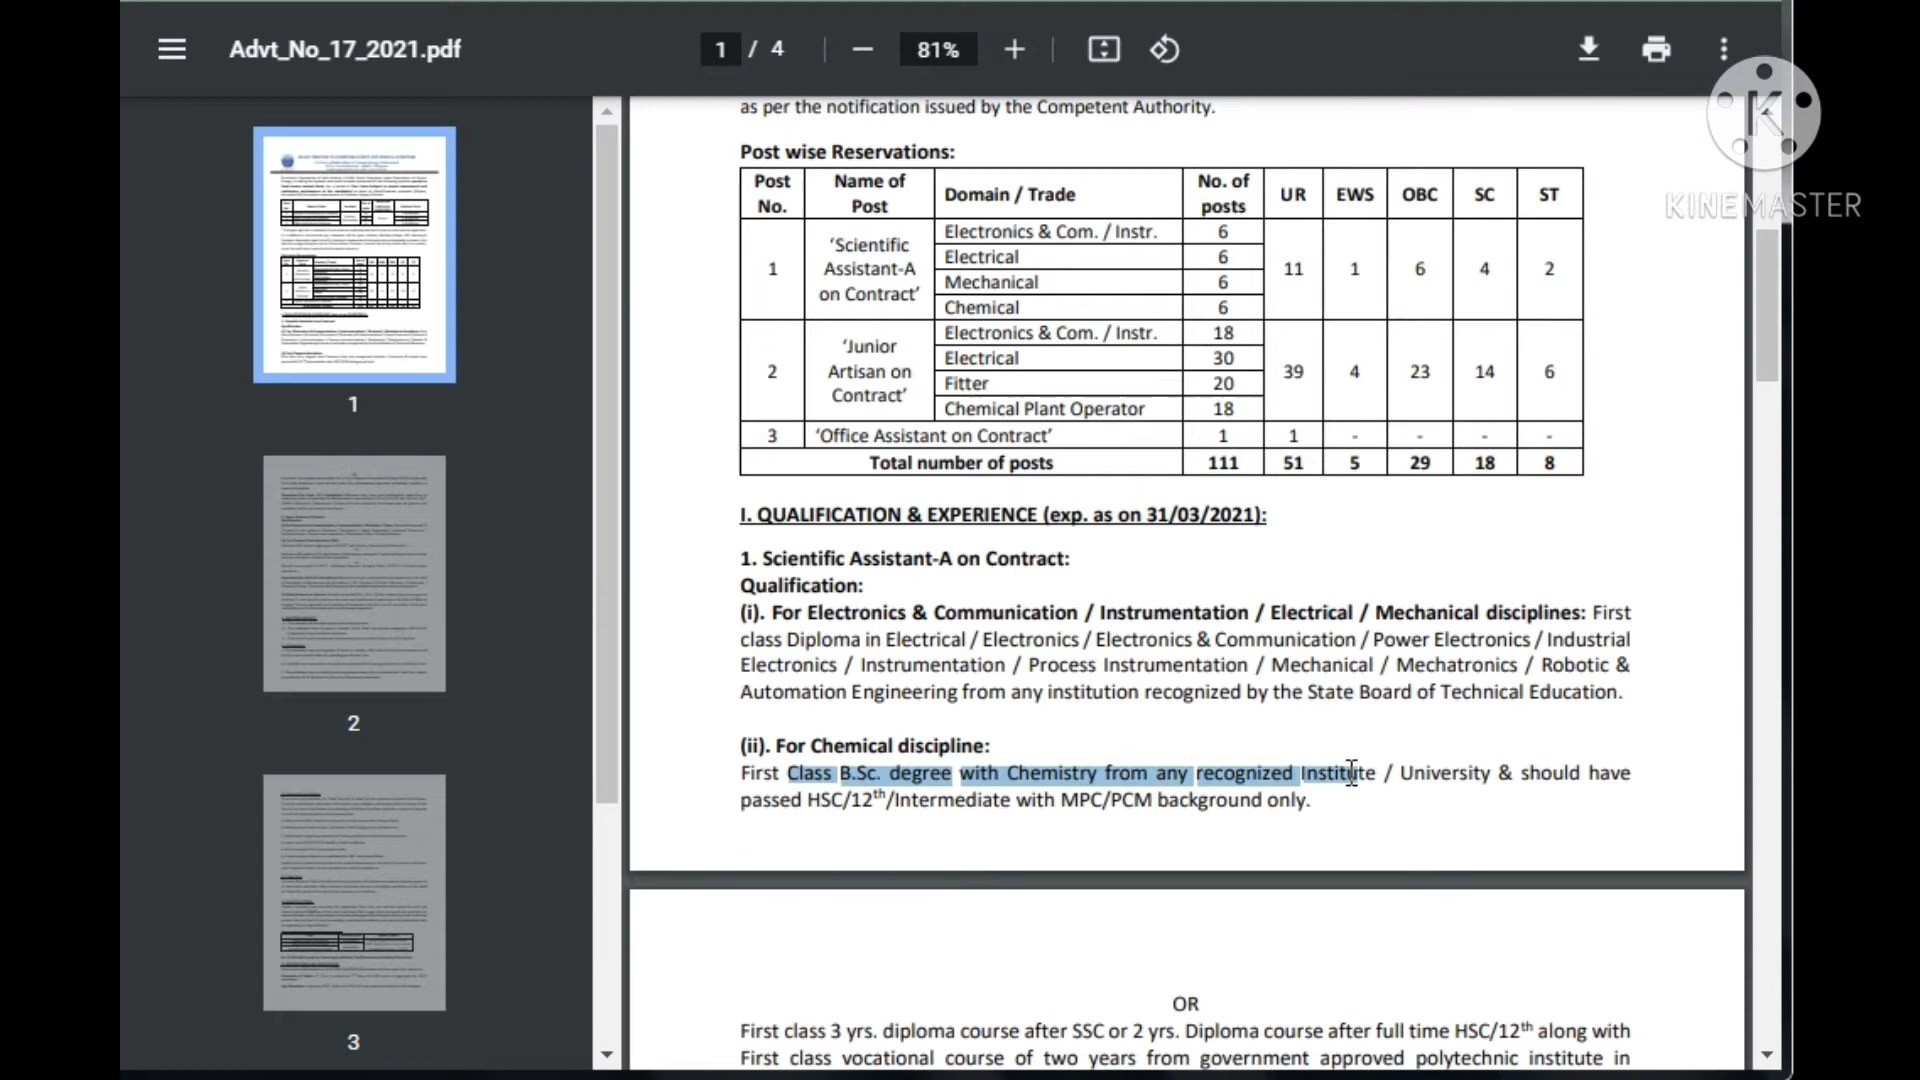 Advt_No_17_2021.pdf
1 / 4
81%
K
KINEMASTER
1
2
3
as per the notification issued by the Competent Authority.
Post wise Reservations:
Post No. Name of Post Domain / Trade No. of posts UR EWS OBC SC ST
1 ‘Scientific Assistant-A on Contract’ Electronics & Com. / Instr. 6 11 1 6 4 2
Electrical 6
Mechanical 6
Chemical 6
2 ‘Junior Artisan on Contract’ Electronics & Com. / Instr. 18 39 4 23 14 6
Electrical 30
Fitter 20
Chemical Plant Operator 18
3 ‘Office Assistant on Contract’ 1 1 - - - -
Total number of posts 111 51 5 29 18 8
I. QUALIFICATION & EXPERIENCE (exp. as on 31/03/2021):
1. Scientific Assistant-A on Contract:
Qualification:
(i). For Electronics & Communication / Instrumentation / Electrical / Mechanical disciplines: First
class Diploma in Electrical / Electronics / Electronics & Communication / Power Electronics / Industrial
Electronics / Instrumentation / Process Instrumentation / Mechanical / Mechatronics / Robotic &
Automation Engineering from any institution recognized by the State Board of Technical Education.
(ii). For Chemical discipline:
First Class B.Sc. degree with Chemistry from any recognized Institute / University & should have
passed HSC/12th/Intermediate with MPC/PCM background only.
OR
First class 3 yrs. diploma course after SSC or 2 yrs. Diploma course after full time HSC/12th along with
First class vocational course of two years from government approved polytechnic institute in